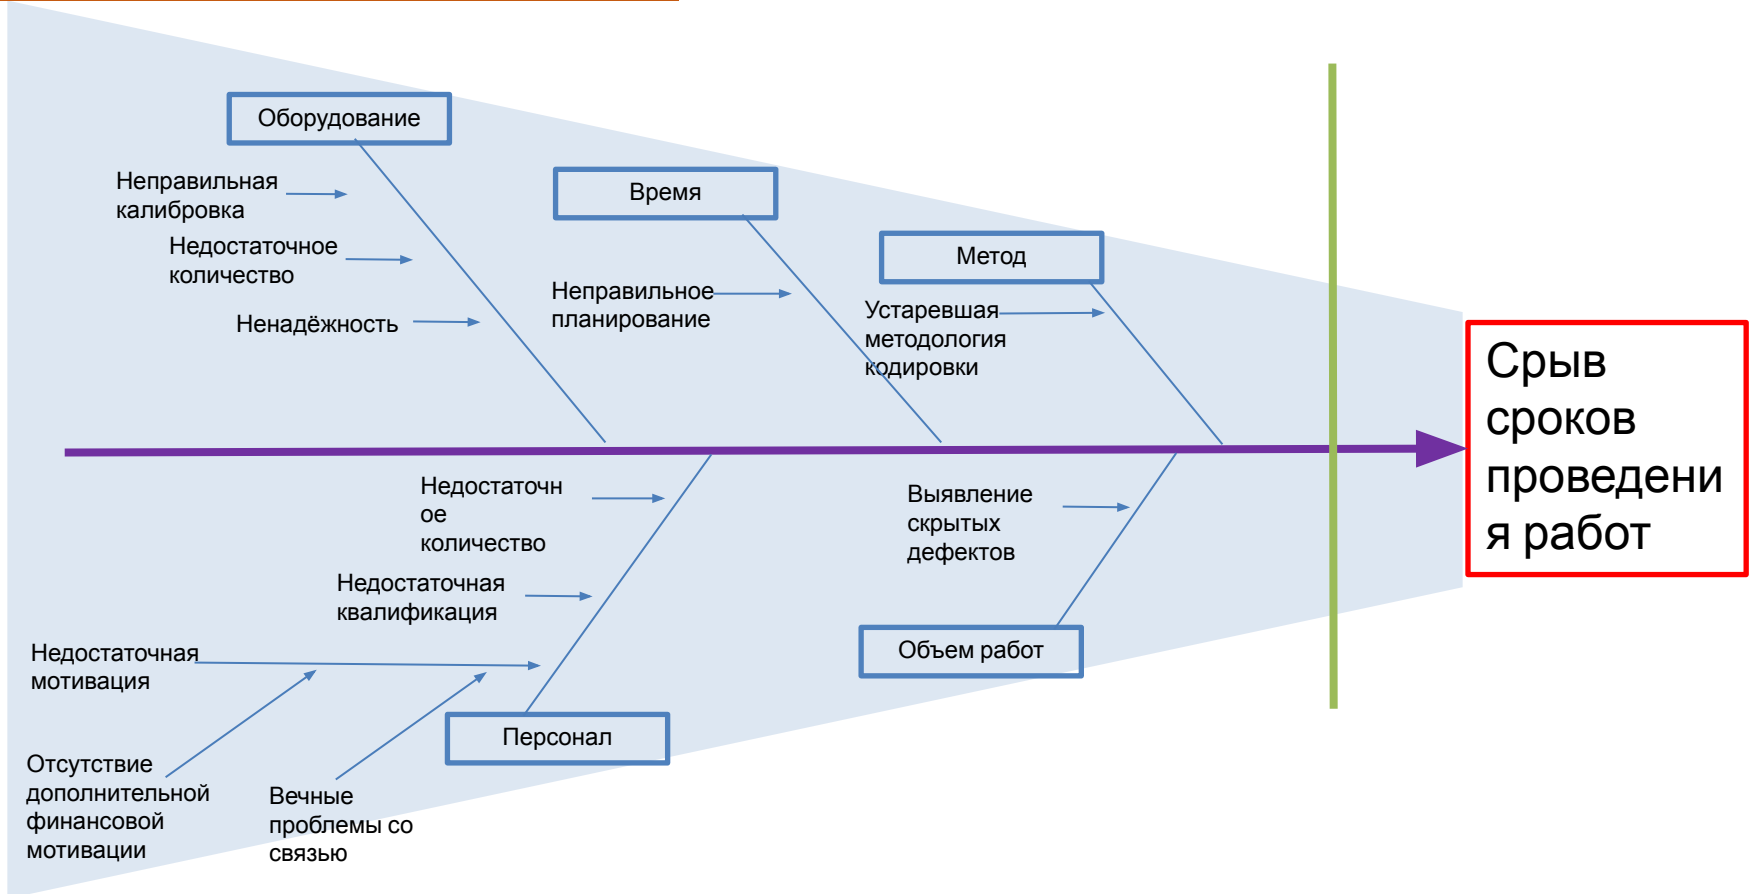 Оборудование
Неправильная
калибровка
Недостаточное
количество
Ненадёжность
Время
Неправильное
планирование
Метод
Устаревшая
методология
кодировки
Срыв
сроков
проведени
я работ
Недостаточн
ое
количество
Недостаточная
квалификация
Недостаточная
мотивация
Отсутствие
дополнительной
финансовой
мотивации
Вечные
проблемы со
связью
Персонал
Выявление
скрытых
дефектов
Объем работ